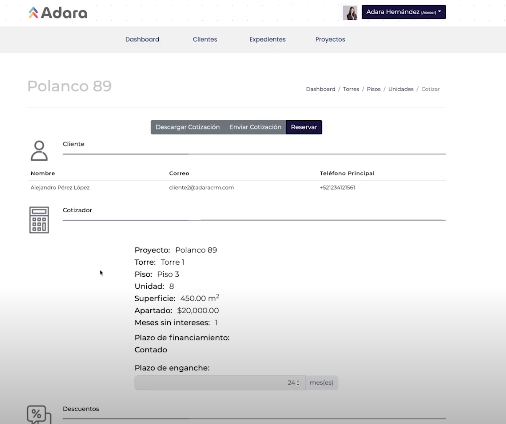 Adara
Adara Hernández (Asesor)
Dashboard Clientes Expedientes Proyectos
Polanco 89
Dashboard / Torres / Pisos / Unidades / Cotizar
Descargar Cotización Enviar Cotización Reservar
Cliente
Nombre Correo Teléfono Principal
Alejandro Pérez López cliente2@adaracrm.com +521234121561
Cotizador
Proyecto: Polanco 89
Torre: Torre 1
Piso: Piso 3
Unidad: 8
Superficie: 450.00 m²
Apartado: $20,000.00
Meses sin intereses: 1
Plazo de financiamiento:
Contado
Plazo de enganche:
24 mes(es)
%
Descuentos